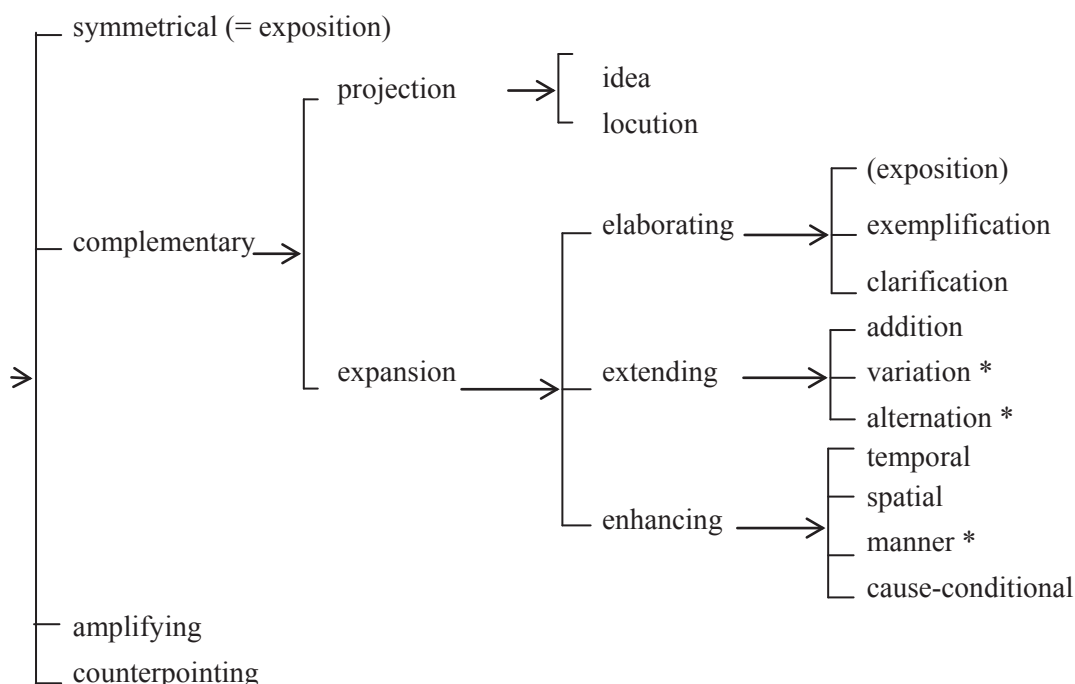 symmetrical (= exposition)
projection
idea
locution
complementary
(exposition)
elaborating
exemplification
clarification
expansion
extending
addition
variation *
alternation *
enhancing
temporal
spatial
manner *
cause-conditional
amplifying
counterpointing